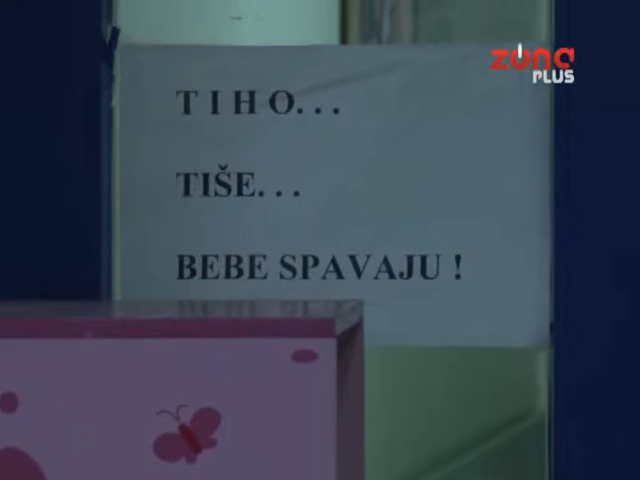 zona
PLUS
T I H O. . .
TIŠE. . .
BEBE SPAVAJU !